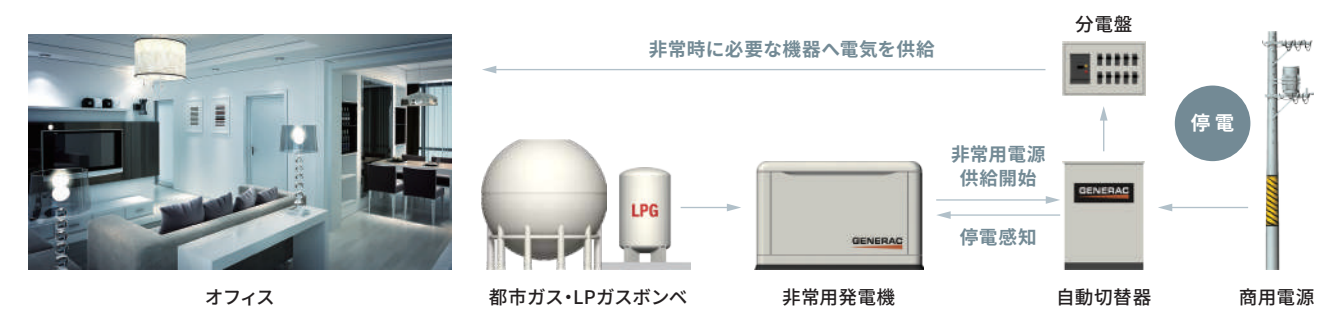 分電盤
非常時に必要な機器へ電気を供給
停電
非常用電源
供給開始
GENERAC
LPG
GENERAC
停電感知
オフィス
都市ガス・LPガスボンベ
非常用発電機
自動切替器
商用電源